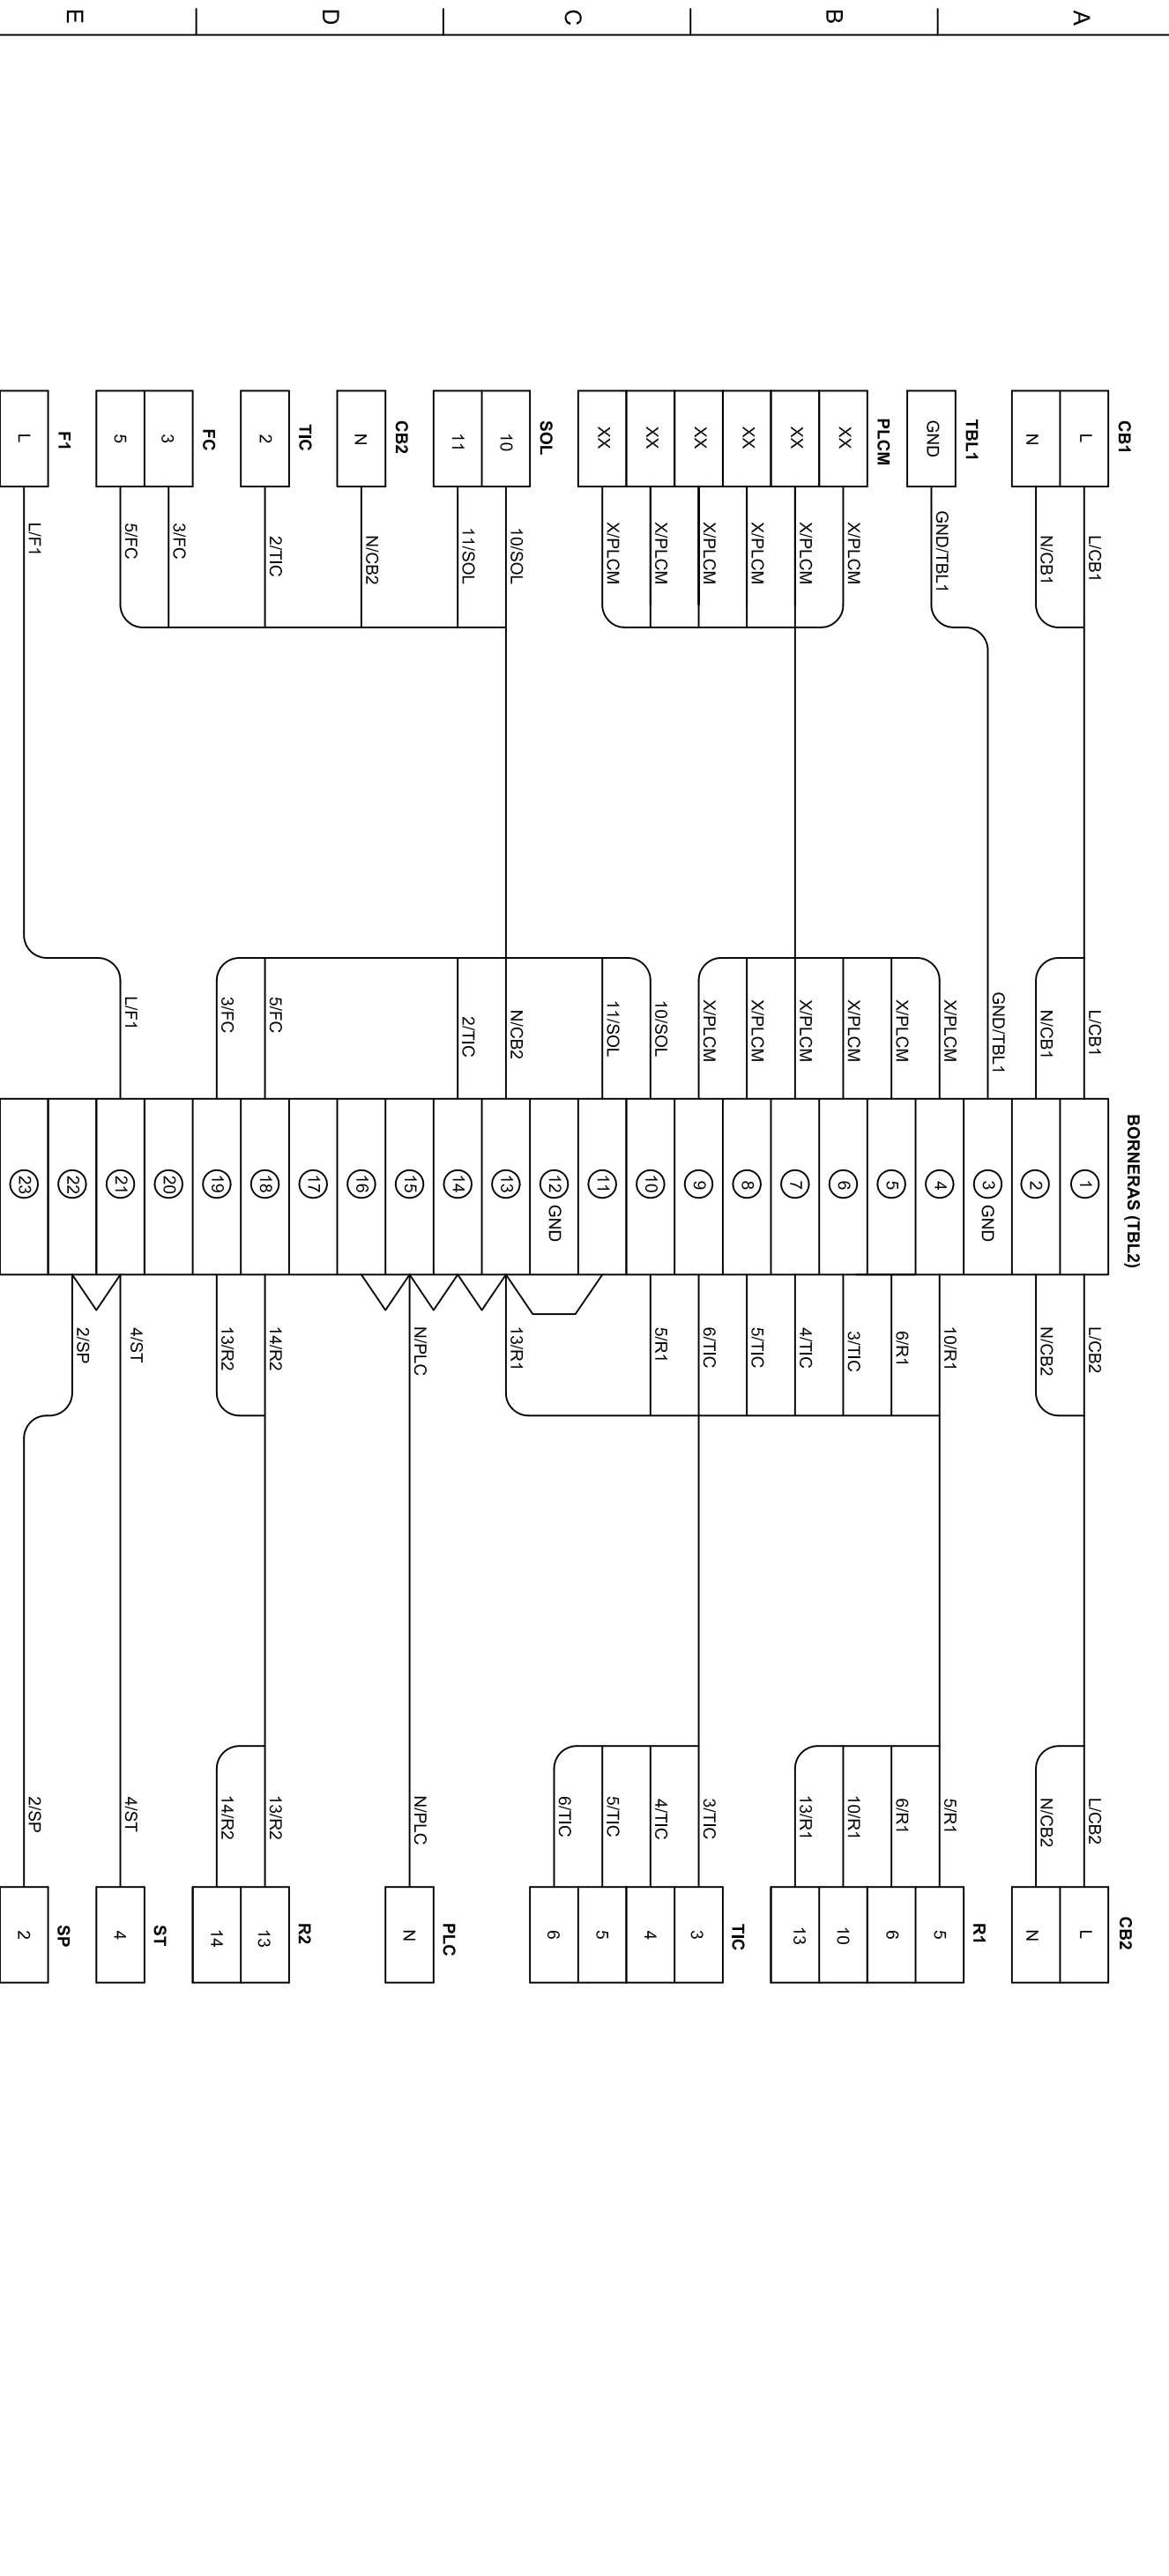 A
B
C
D
E
CB1
L
N
L/CB1
N/CB1
TBL1
GND
GND/TBL1
PLCM
XX
XX
XX
XX
XX
XX
X/PLCM
X/PLCM
X/PLCM
X/PLCM
X/PLCM
X/PLCM
SOL
10
11
10/SOL
11/SOL
CB2
N
N/CB2
TIC
2
2/TIC
FC
3
5
3/FC
5/FC
F1
L
L/F1
L/CB1
N/CB1
GND/TBL1
X/PLCM
X/PLCM
X/PLCM
X/PLCM
X/PLCM
X/PLCM
10/SOL
11/SOL
N/CB2
2/TIC
5/FC
3/FC
L/F1
BORNERAS (TBL2)
1
2
3 GND
4
5
6
7
8
9
10
11
12 GND
13
14
15
16
17
18
19
20
21
22
23
L/CB2
N/CB2
10/R1
6/R1
3/TIC
4/TIC
5/TIC
6/TIC
5/R1
13/R1
N/PLC
14/R2
13/R2
4/ST
2/SP
L/CB2
N/CB2
5/R1
6/R1
10/R1
13/R1
3/TIC
4/TIC
5/TIC
6/TIC
N/PLC
13/R2
14/R2
4/ST
2/SP
CB2
L
N
R1
5
6
10
13
TIC
3
4
5
6
PLC
N
R2
13
14
ST
4
SP
2